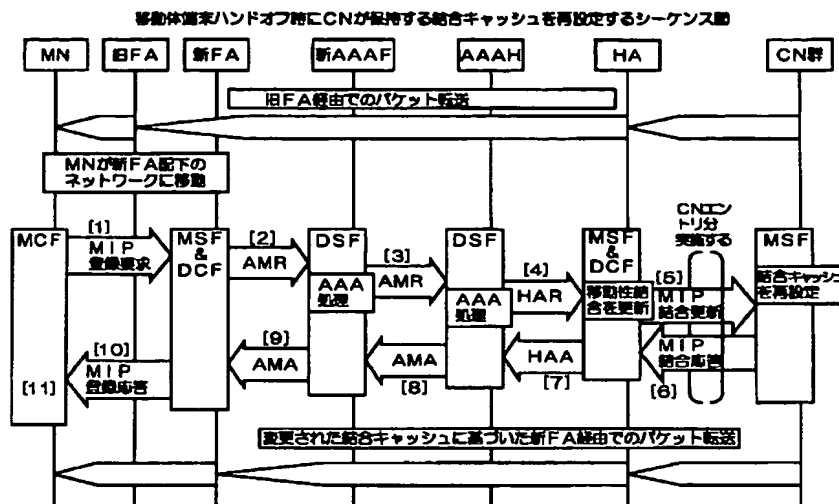 移動体端末ハンドオフ時にCNが保持する結合キャッシュを再設定するシーケンス動
MN
旧FA
新FA
新AAAF
AAAH
HA
CN群
旧FA経由でのパケット転送
MNが新FA配下の
ネットワークに移動
CNエン
トリ分
実施する
MCF
[1]
MIP
登録要求
MSF
&
DCF
[2]
AMR
DSF
[3]
AMR
DSF
[4]
HAR
MSF
&
DCF
[5]
MIP
結合更新
MSF
AAA
処理
AAA
処理
移動性結
合を更新
結合キャッシュ
を再設定
[10]
MIP
登録応答
[9]
AMA
AMA
[8]
HAA
[7]
MIP
結合応答
[6]
[11]
変更された結合キャッシュに基づいた新FA経由でのパケット転送